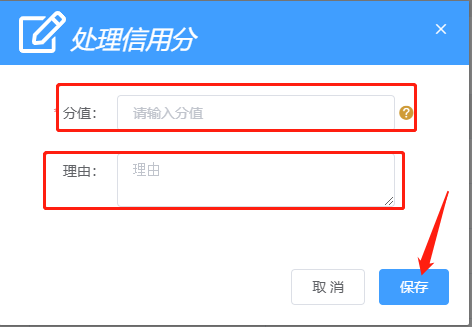 处理信用分
* 分值： 请输入分值 ?
理由： 理由
取 消 保存